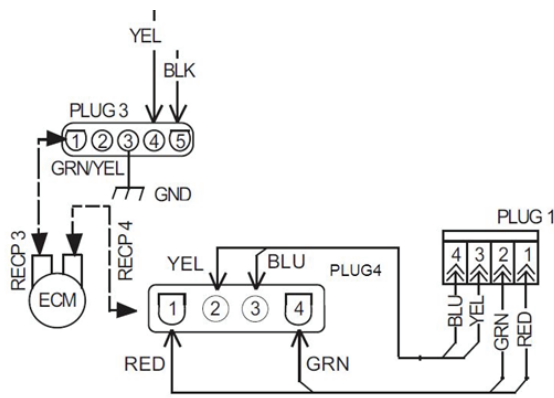 YEL
BLK
PLUG 3
1 2 3 4 5
GRN/YEL
GND
RECP 3
RECP 4
ECM
PLUG 1
4 3 2 1
YEL
BLU
PLUG4
1 2 3 4
BLU
YEL
GRN
RED
RED
GRN